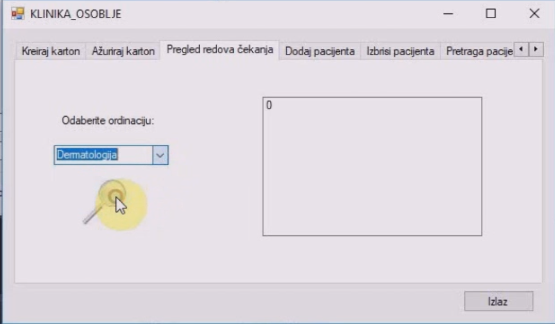 KLINIKA_OSOBLJE
Kreiraj karton Ažuriraj karton Pregled redova čekanja Dodaj pacijenta Izbrisi pacijenta Pretraga pacije
Odaberite ordinaciju:
0
Dermatologija
Izlaz